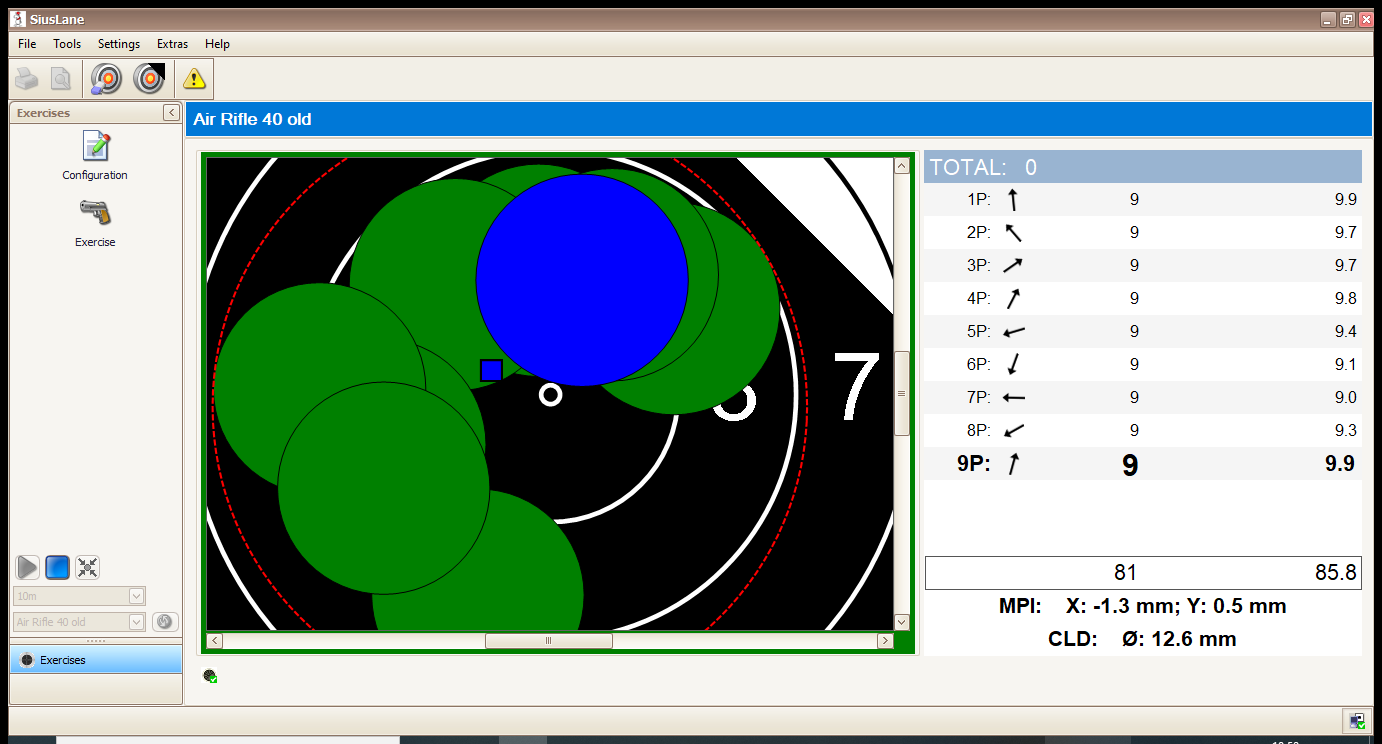 SiusLane
File Tools Settings Extras Help
Exercises
Configuration
Exercise
10m
Air Rifle 40 old
Exercises
Air Rifle 40 old
7
TOTAL: 0
1P: 9 9.9
2P: 9 9.7
3P: 9 9.7
4P: 9 9.8
5P: 9 9.4
6P: 9 9.1
7P: 9 9.0
8P: 9 9.3
9P: 9 9.9
81 85.8
MPI: X: -1.3 mm; Y: 0.5 mm
CLD: Ø: 12.6 mm